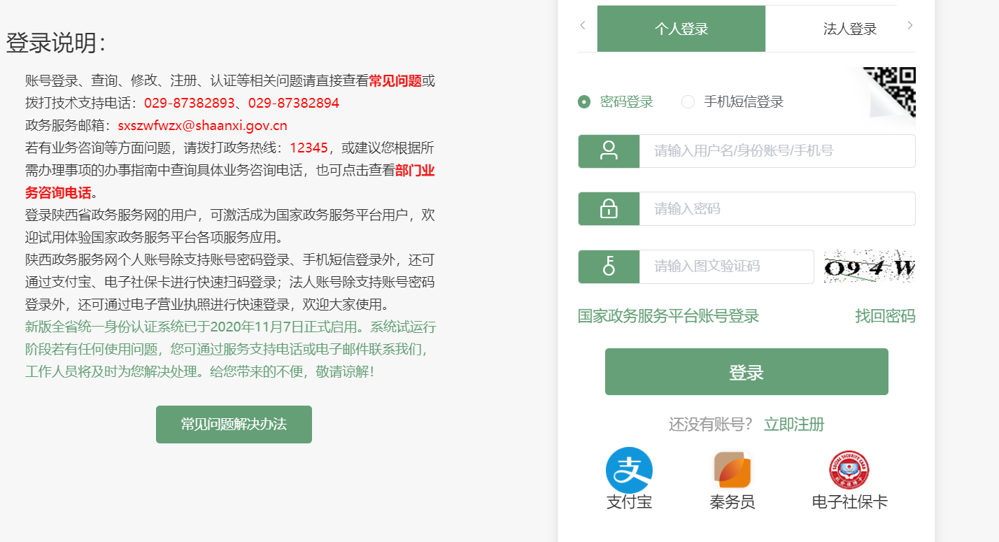 登录说明：
账号登录、查询、修改、注册、认证等相关问题请直接查看常见问题或
拨打技术支持电话：029-87382893、029-87382894
政务服务邮箱：sxszwfwzx@shaanxi.gov.cn
若有业务咨询等方面问题，请拨打政务热线：12345，或建议您根据所
需办理事项的办事指南中查询具体业务咨询电话，也可点击查看部门业
务咨询电话。
登录陕西省政务服务网的用户，可激活成为国家政务服务平台用户，欢
迎试用体验国家政务服务平台各项服务应用。
陕西政务服务网个人账号除支持账号密码登录、手机短信登录外，还可
通过支付宝、电子社保卡进行快速扫码登录；法人账号除支持账号密码
登录外，还可通过电子营业执照进行快速登录，欢迎大家使用。
新版全省统一身份认证系统已于2020年11月7日正式启用。系统试运行
阶段若有任何使用问题，您可通过服务支持电话或电子邮件联系我们，
工作人员将及时为您解决处理。给您带来的不便，敬请谅解！
常见问题解决办法
个人登录 法人登录
密码登录 手机短信登录
请输入用户名/身份账号/手机号
请输入密码
请输入图文验证码 O94W
国家政务服务平台账号登录 找回密码
登录
还没有账号？ 立即注册
支付宝 秦务员 电子社保卡